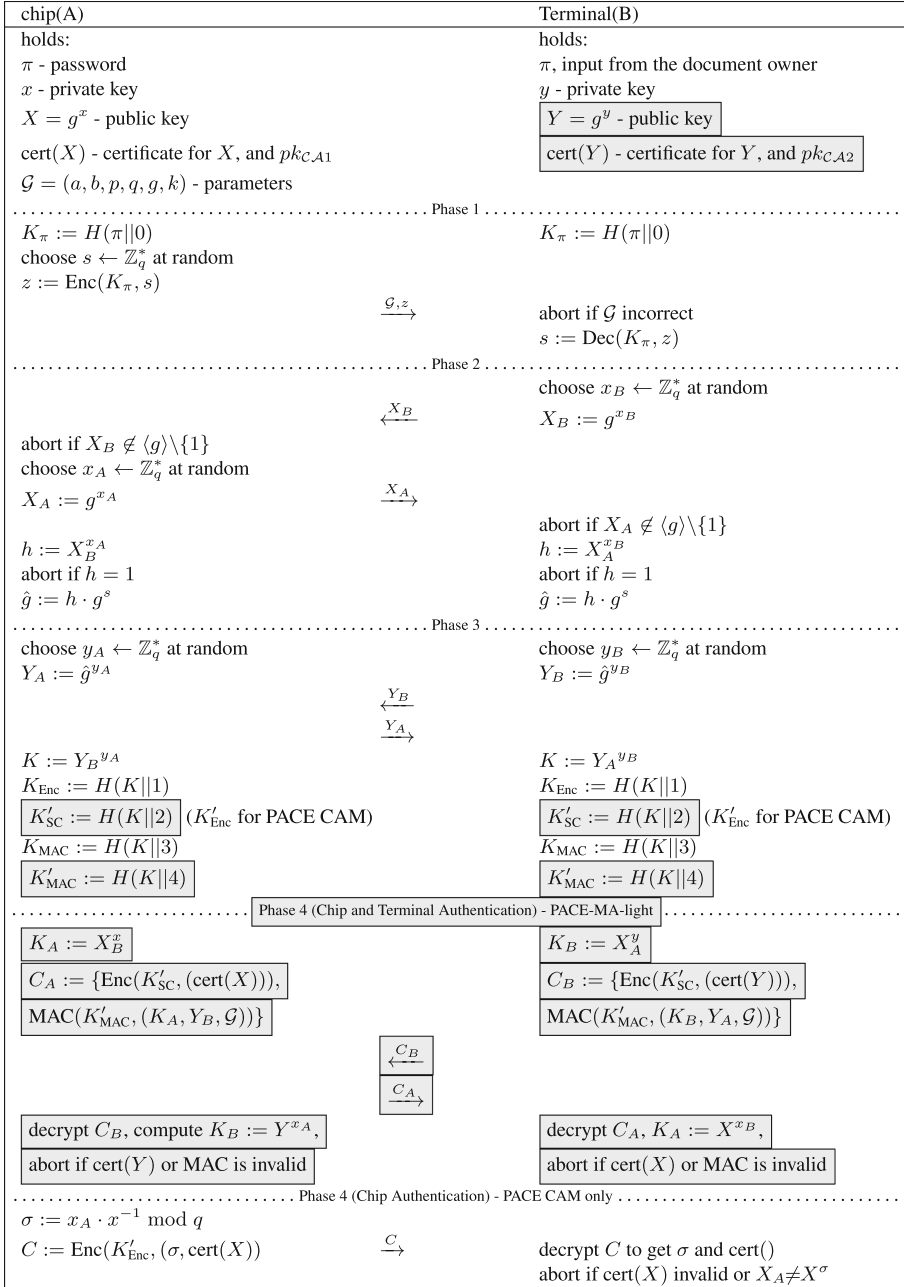 chip(A) Terminal(B)
holds: holds:
π - password π, input from the document owner
x - private key y - private key
X = g^x - public key Y = g^y - public key
cert(X) - certificate for X, and pk_{CA1} cert(Y) - certificate for Y, and pk_{CA2}
G = (a, b, p, q, g, k) - parameters
Phase 1
K_π := H(π||0) K_π := H(π||0)
choose s ← Z_q^* at random
z := Enc(K_π, s)
G,z → abort if G incorrect
s := Dec(K_π, z)
Phase 2
choose x_B ← Z_q^* at random
X_B ← X_B := g^{x_B}
abort if X_B ∉ ⟨g⟩\{1}
choose x_A ← Z_q^* at random
X_A := g^{x_A} X_A →
abort if X_A ∉ ⟨g⟩\{1}
h := X_B^{x_A} h := X_A^{x_B}
abort if h = 1 abort if h = 1
ĝ := h · g^s ĝ := h · g^s
Phase 3
choose y_A ← Z_q^* at random choose y_B ← Z_q^* at random
Y_A := ĝ^{y_A} Y_B := ĝ^{y_B}
Y_B ←
Y_A →
K := Y_B^{y_A} K := Y_A^{y_B}
K_Enc := H(K||1) K_Enc := H(K||1)
K'_SC := H(K||2) (K'_Enc for PACE CAM) K'_SC := H(K||2) (K'_Enc for PACE CAM)
K_MAC := H(K||3) K_MAC := H(K||3)
K'_MAC := H(K||4) K'_MAC := H(K||4)
Phase 4 (Chip and Terminal Authentication) - PACE-MA-light
K_A := X_B^x K_B := X_A^y
C_A := {Enc(K'_SC, (cert(X))), C_B := {Enc(K'_SC, (cert(Y))),
MAC(K'_MAC, (K_A, Y_B, G))} MAC(K'_MAC, (K_B, Y_A, G))}
C_B ←
C_A →
decrypt C_B, compute K_B := Y^{x_A}, decrypt C_A, K_A := X^{x_B},
abort if cert(Y) or MAC is invalid abort if cert(X) or MAC is invalid
Phase 4 (Chip Authentication) - PACE CAM only
σ := x_A · x^{-1} mod q
C := Enc(K'_Enc, (σ, cert(X)) C → decrypt C to get σ and cert()
abort if cert(X) invalid or X_A≠X^σ